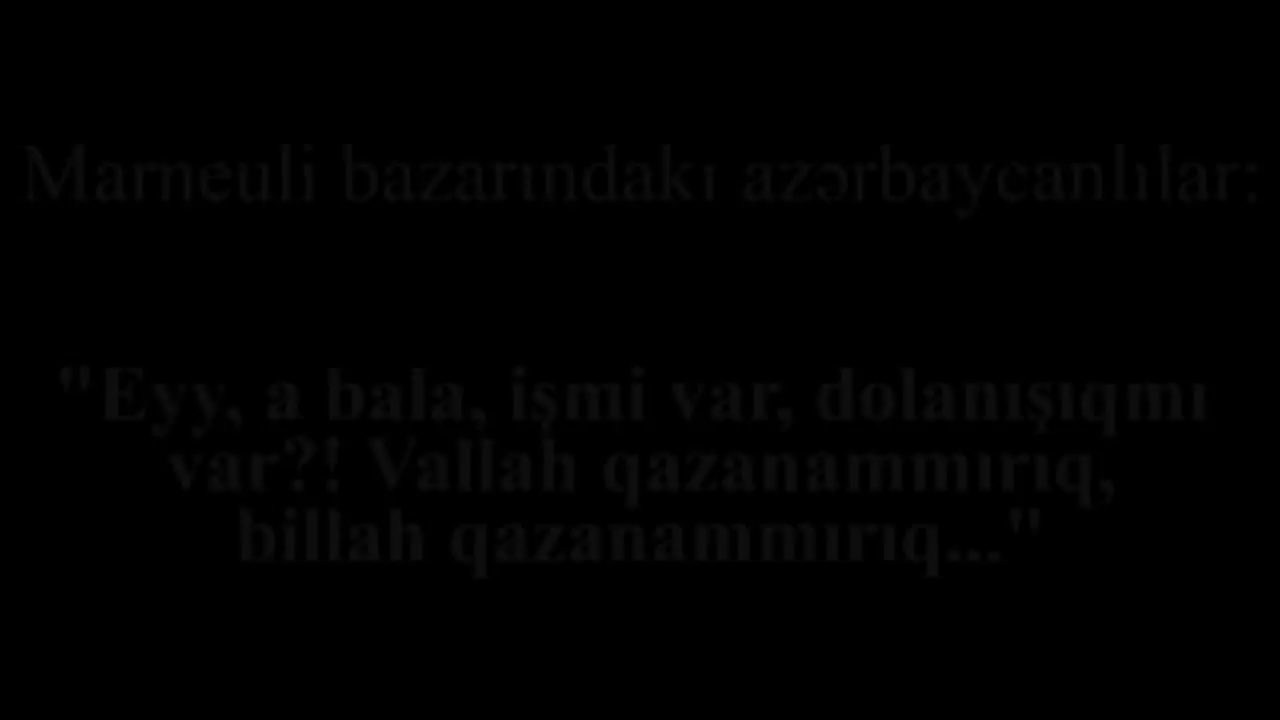 Marneuli bazarındakı azərbaycanlılar:
"Eyy, a bala, işmi var, dolanışıqmı
var?! Vallah qazanammırıq,
billah qazanammırıq..."